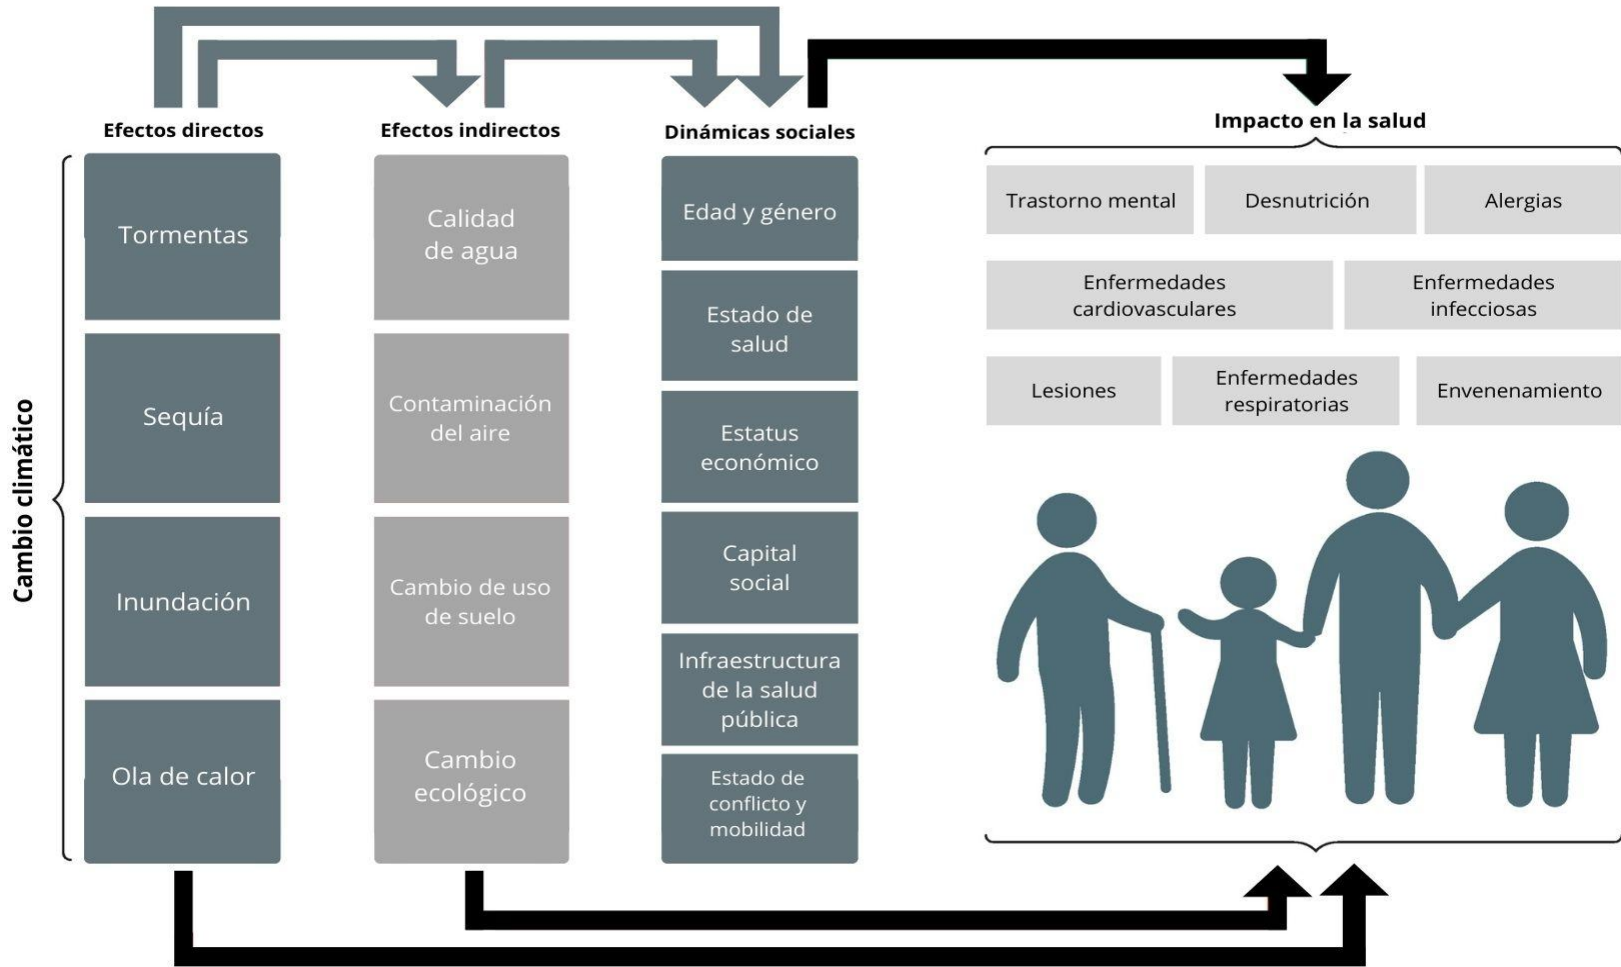 Efectos directos
Efectos indirectos
Dinámicas sociales
Impacto en la salud
Cambio climático
Tormentas
Sequía
Inundación
Ola de calor
Calidad
de agua
Contaminación
del aire
Cambio de uso
de suelo
Cambio
ecológico
Edad y género
Estado de
salud
Estatus
económico
Capital
social
Infraestructura
de la salud
pública
Estado de
conflicto y
mobilidad
Trastorno mental
Desnutrición
Alergias
Enfermedades
cardiovasculares
Enfermedades
infecciosas
Lesiones
Enfermedades
respiratorias
Envenenamiento